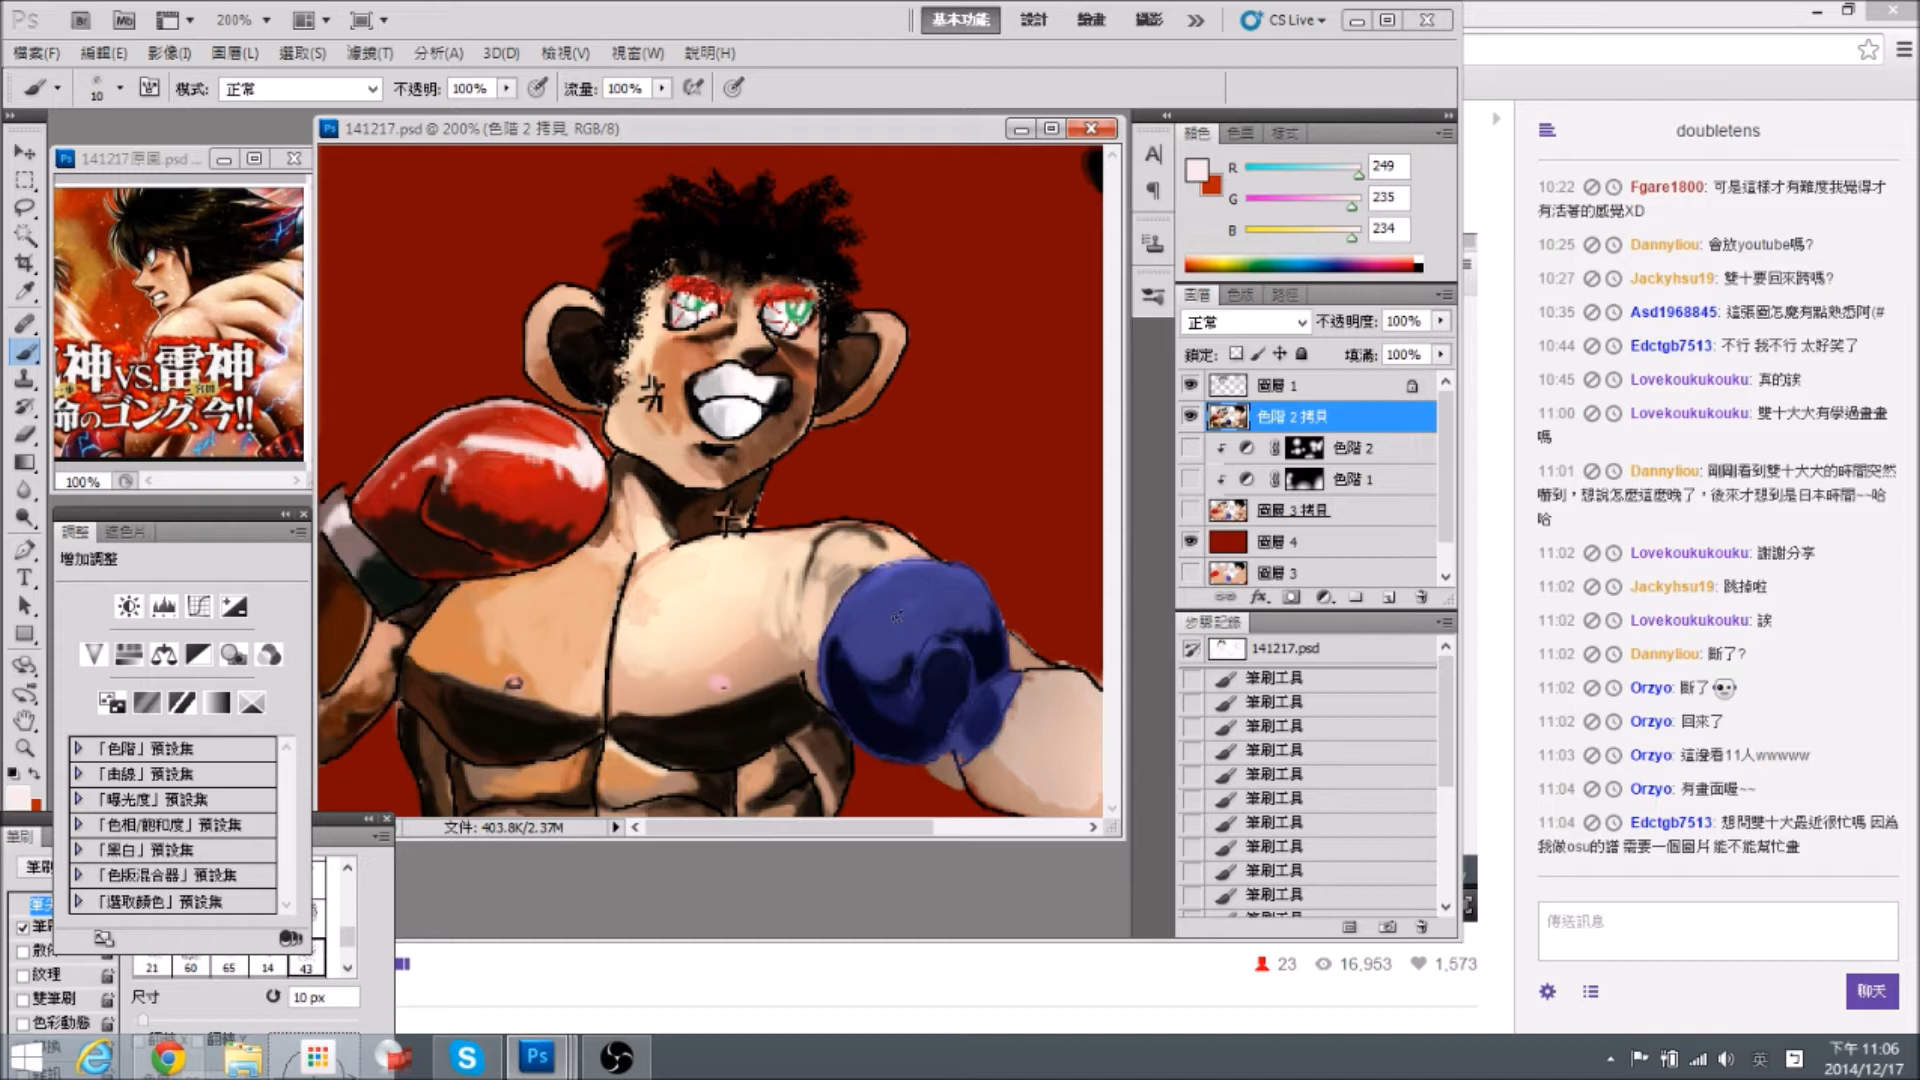 Ps
Br
Mb
200%
基本功能
設計
繪畫
攝影
CS Live
檔案(F)
編輯(E)
影像(I)
圖層(L)
選取(S)
濾鏡(T)
分析(A)
3D(D)
檢視(V)
視窗(W)
說明(H)
10
模式:
正常
不透明:
100%
流量:
100%
141217原圖.psd ...
神vs.雷神
命のゴング、今!!
100%
141217.psd @ 200% (色階 2 拷貝, RGB/8)
文件: 403.8K/2.37M
調整
遮色片
增加調整
「色階」預設集
「曲線」預設集
「曝光度」預設集
「色相/飽和度」預設集
「黑白」預設集
「色版混合器」預設集
「選取顏色」預設集
筆刷
紋理
雙筆刷
色彩動態
21
60
65
14
43
尺寸
10 px
顏色
色票
樣式
R
249
G
235
B
234
圖層
色版
路徑
正常
不透明度:
100%
鎖定:
填滿:
100%
圖層 1
色階 2 拷貝
色階 2
色階 1
圖層 3 拷貝
圖層 4
圖層 3
步驟記錄
141217.psd
筆刷工具
筆刷工具
筆刷工具
筆刷工具
筆刷工具
筆刷工具
筆刷工具
筆刷工具
筆刷工具
筆刷工具
23
16,953
1,573
doubletens
10:22 Fgare1800: 可是這樣才有難度我覺得才
有活著的感覺XD
10:25 Dannyliou: 會放youtube嗎?
10:27 Jackyhsu19: 雙十要回來跨嗎?
10:35 Asd1968845: 這張圖怎麼有點熟悉阿(#
10:44 Edctgb7513: 不行 我不行 太好笑了
10:45 Lovekoukukouku: 真的誒
11:00 Lovekoukukouku: 雙十大大有學過畫畫
嗎
11:01 Dannyliou: 剛剛看到雙十大大的時間突然
嚇到，想說怎麼這麼晚了，後來才想到是日本時間~~哈
哈
11:02 Lovekoukukouku: 謝謝分享
11:02 Jackyhsu19: 跳掉啦
11:02 Lovekoukukouku: 誒
11:02 Dannyliou: 斷了?
11:02 Orzyo: 斷了
11:02 Orzyo: 回來了
11:03 Orzyo: 這邊看11人wwwww
11:04 Orzyo: 有畫面喔~~
11:04 Edctgb7513: 想問雙十大最近很忙嗎 因為
我做osu的譜 需要一個圖片 能不能幫忙畫
傳送訊息
聊天
英
下午 11:06
2014/12/17